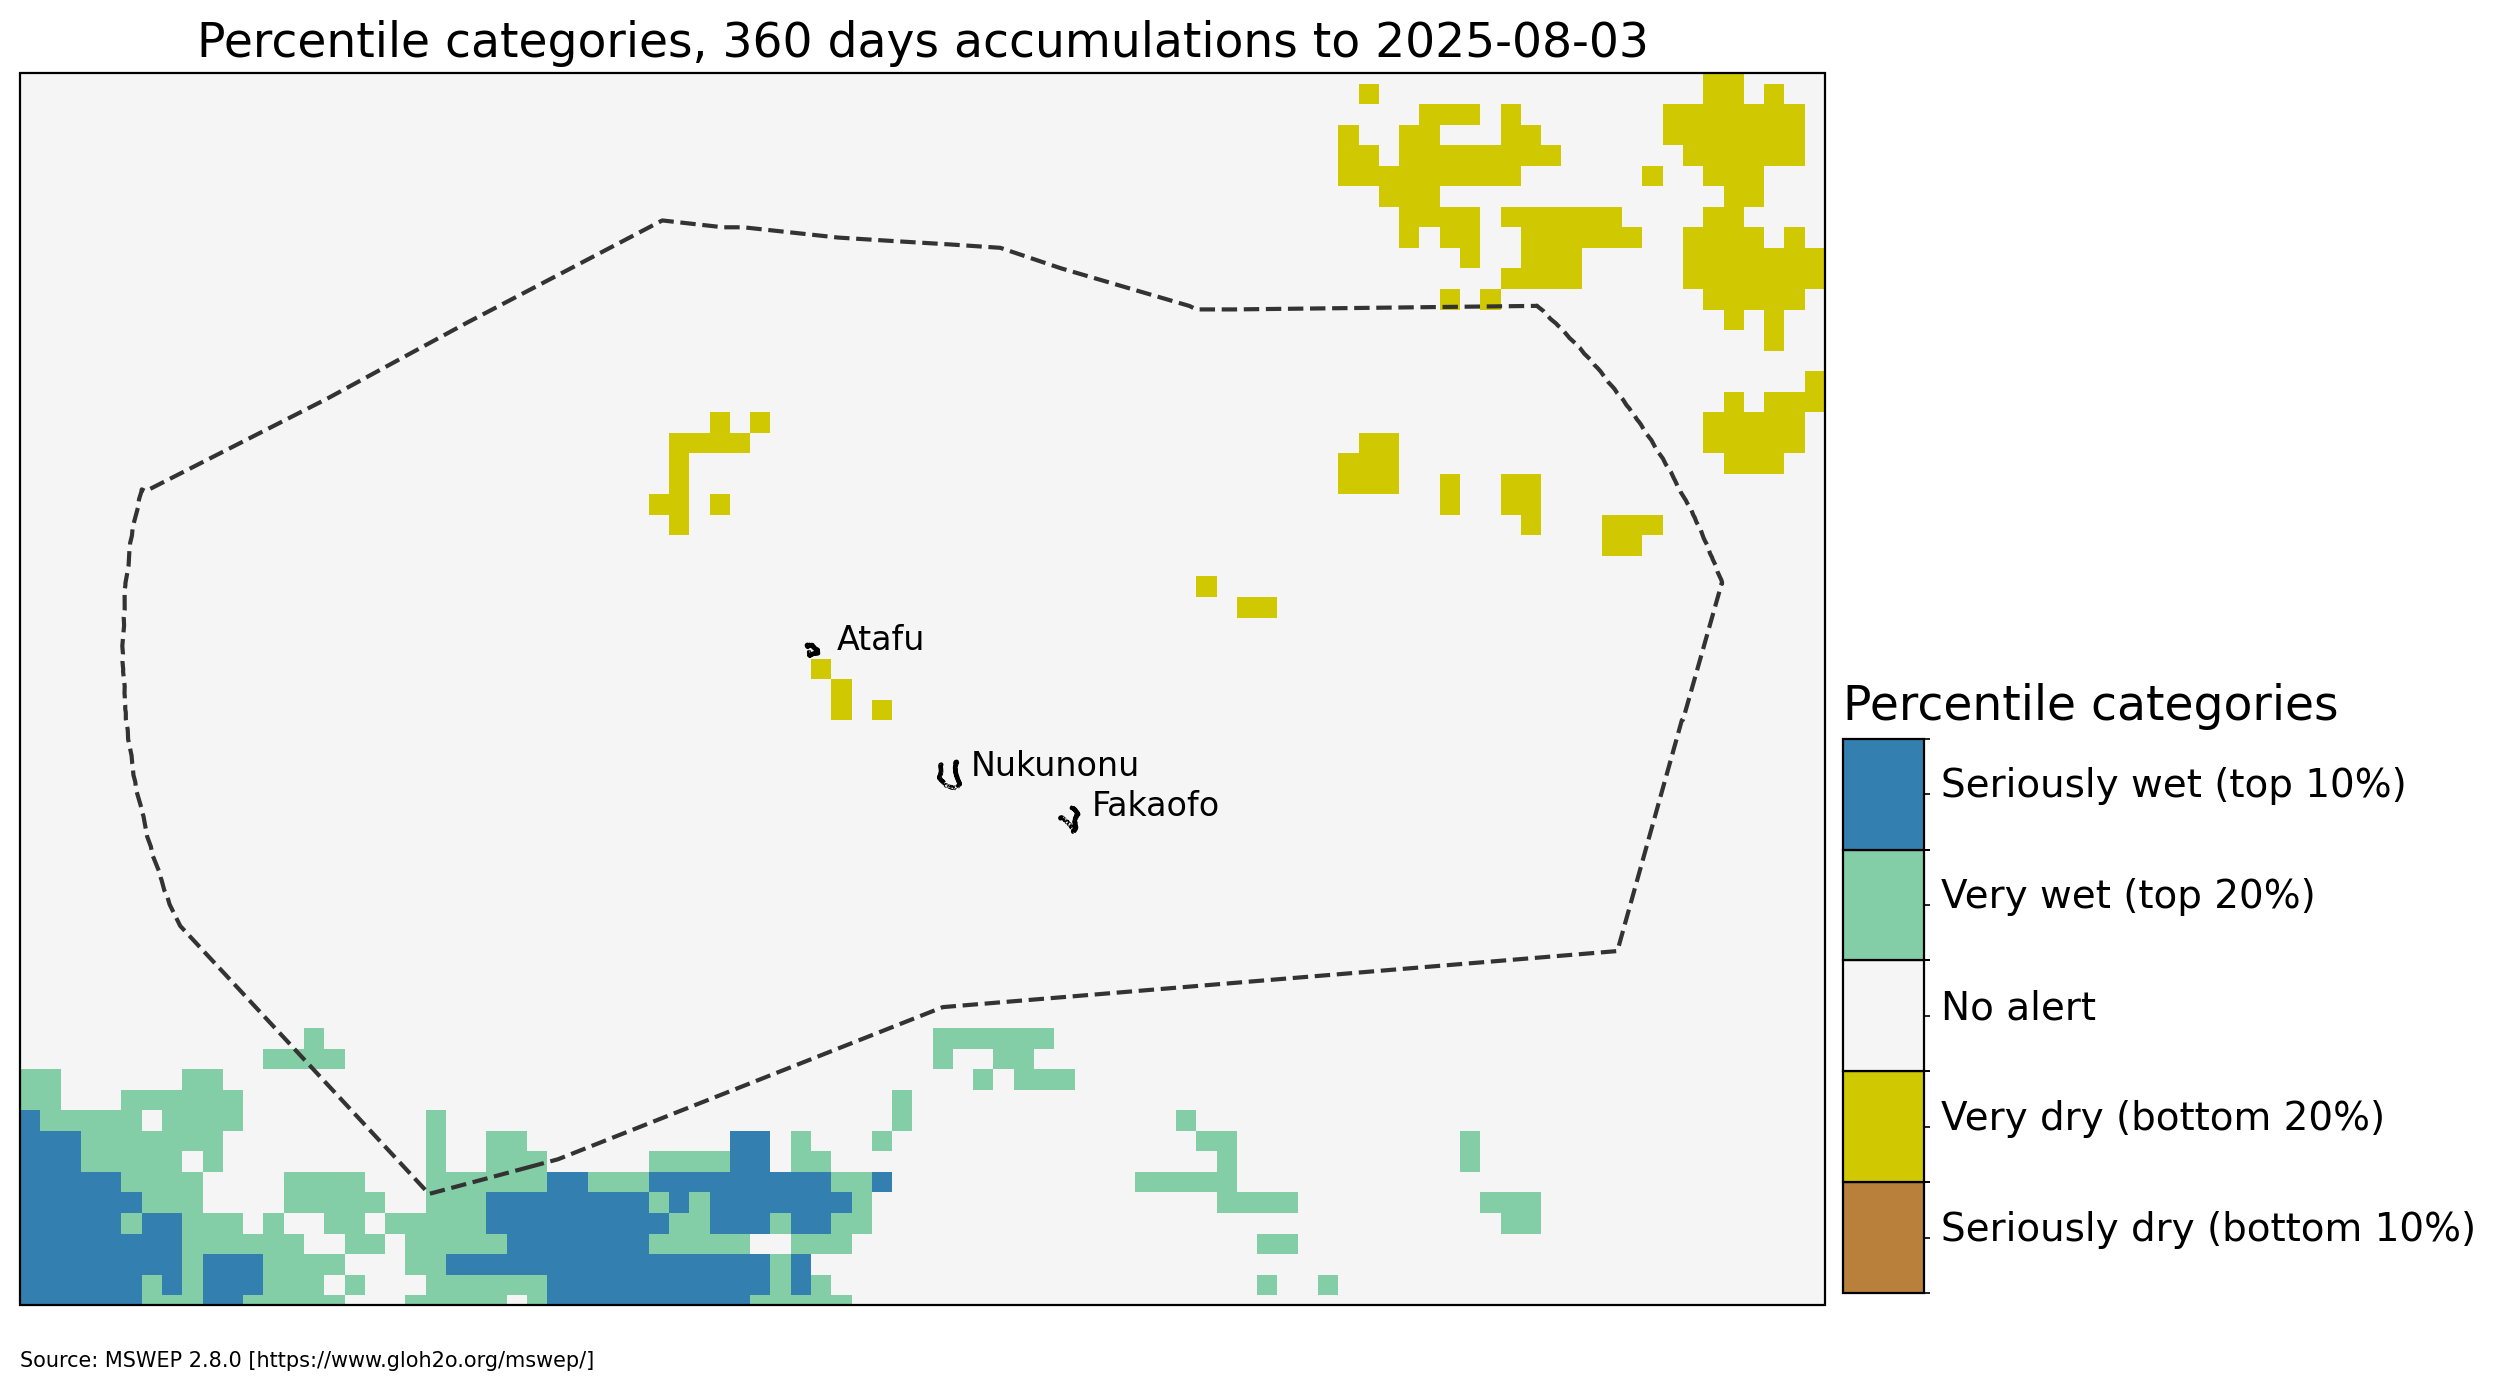 Percentile categories, 360 days accumulations to 2025-08-03
Atafu
Nukunonu
Fakaofo
Percentile categories
Seriously wet (top 10%)
Very wet (top 20%)
No alert
Very dry (bottom 20%)
Seriously dry (bottom 10%)
Source: MSWEP 2.8.0 [https://www.gloh2o.org/mswep/]